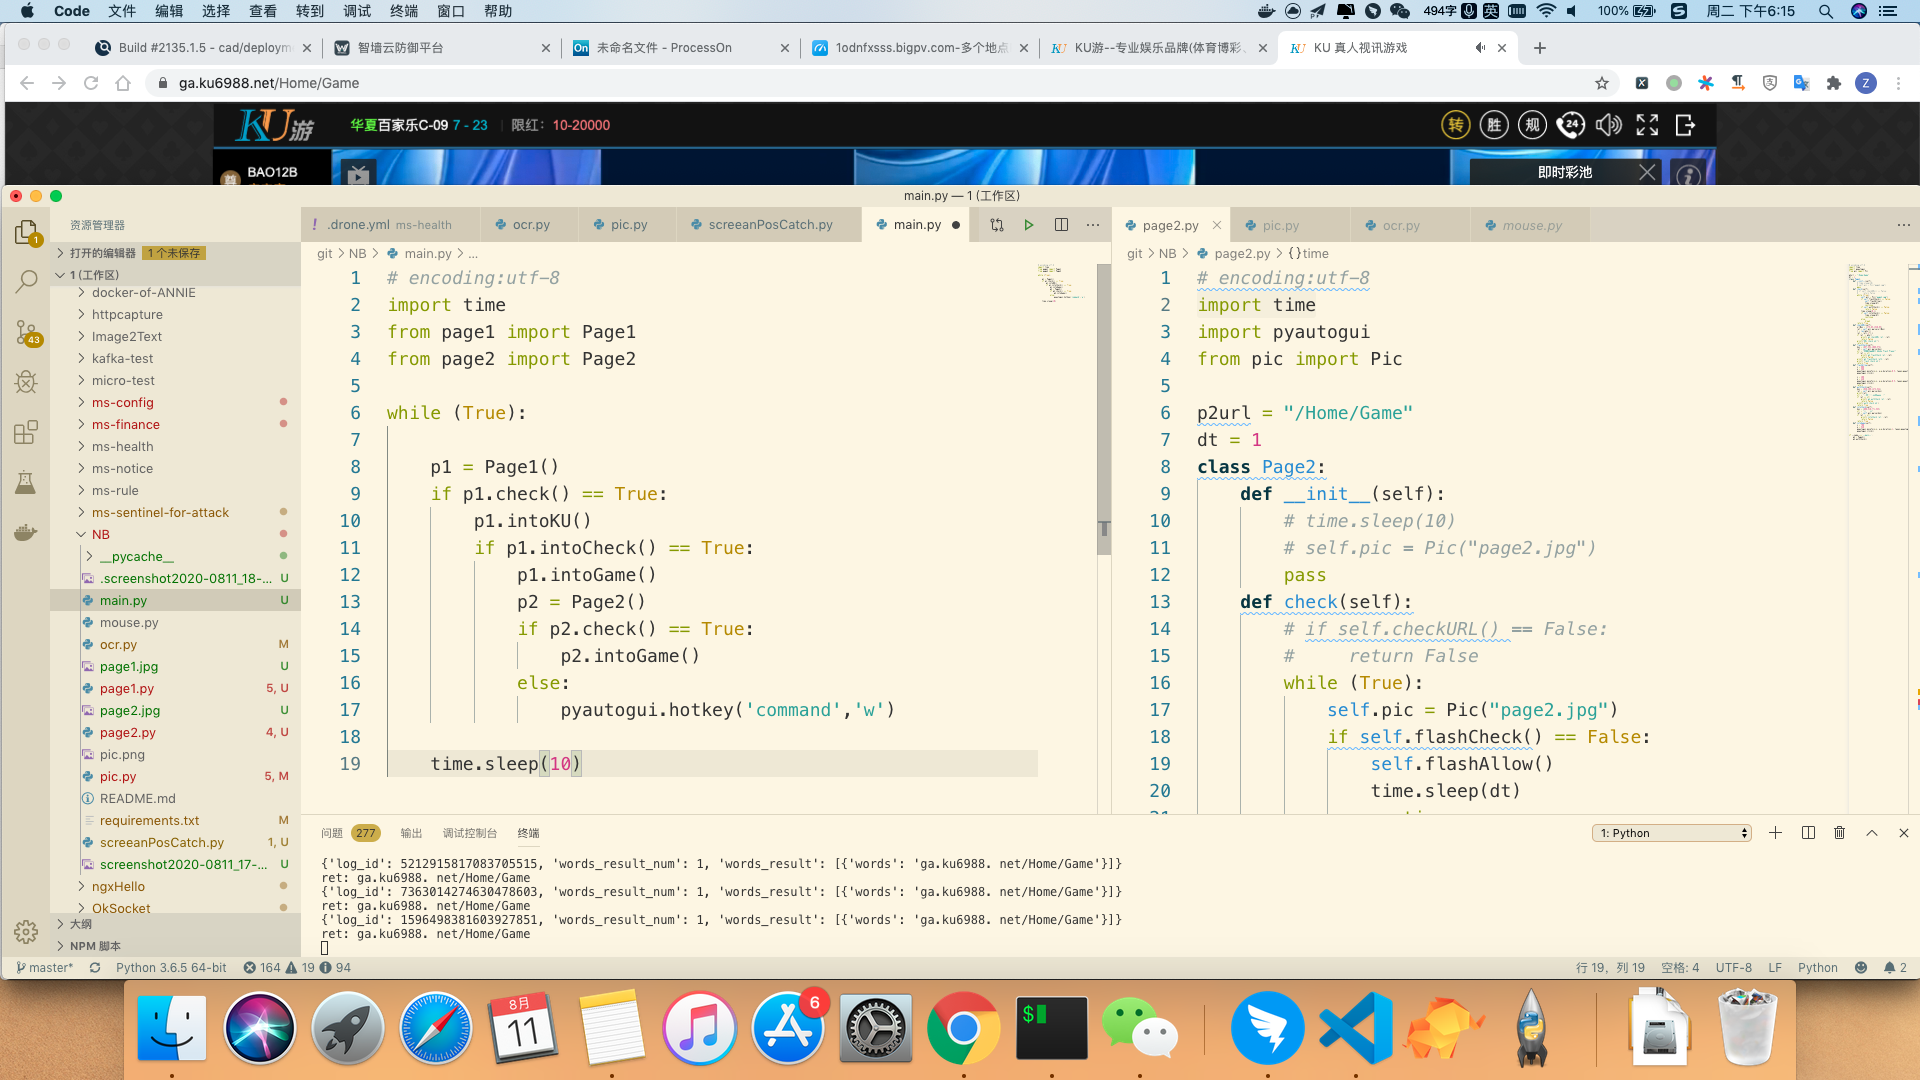 Code 文件 编辑 选择 查看 转到 调试 终端 窗口 帮助 494字 英 100% 周二 下午6:15
Build #2135.1.5 - cad/deploym
智墙云防御平台
未命名文件 - ProcessOn
1odnfxsss.bigpv.com-多个地点
KU游--专业娱乐品牌(体育博彩、
KU 真人视讯游戏
ga.ku6988.net/Home/Game
Z
KU游 华夏百家乐C-09 7 - 23 限红: 10-20000 转 胜 规 24
BAO12B 即时彩池
main.py — 1 (工作区)
资源管理器
打开的编辑器 1 个未保存
1 (工作区)
docker-of-ANNIE
httpcapture
Image2Text
kafka-test
micro-test
ms-config
ms-finance
ms-health
ms-notice
ms-rule
ms-sentinel-for-attack
NB
__pycache__
.screenshot2020-0811_18-... U
main.py U
mouse.py
ocr.py M
page1.jpg U
page1.py 5, U
page2.jpg U
page2.py 4, U
pic.png
pic.py 5, M
README.md
requirements.txt M
screeanPosCatch.py 1, U
screenshot2020-0811_17-... U
ngxHello
OkSocket
大纲
NPM 脚本
1
43
! .drone.yml ms-health ocr.py pic.py screeanPosCatch.py main.py
git > NB > main.py > ...
1 # encoding:utf-8
2 import time
3 from page1 import Page1
4 from page2 import Page2
5
6 while (True):
7
8 p1 = Page1()
9 if p1.check() == True:
10 p1.intoKU()
11 if p1.intoCheck() == True:
12 p1.intoGame()
13 p2 = Page2()
14 if p2.check() == True:
15 p2.intoGame()
16 else:
17 pyautogui.hotkey('command','w')
18
19 time.sleep(10)
page2.py pic.py ocr.py mouse.py
git > NB > page2.py > {} time
1 # encoding:utf-8
2 import time
3 import pyautogui
4 from pic import Pic
5
6 p2url = "/Home/Game"
7 dt = 1
8 class Page2:
9 def __init__(self):
10 # time.sleep(10)
11 # self.pic = Pic("page2.jpg")
12 pass
13 def check(self):
14 # if self.checkURL() == False:
15 # return False
16 while (True):
17 self.pic = Pic("page2.jpg")
18 if self.flashCheck() == False:
19 self.flashAllow()
20 time.sleep(dt)
问题 277 输出 调试控制台 终端 1: Python
{'log_id': 5212915817083705515, 'words_result_num': 1, 'words_result': [{'words': 'ga.ku6988. net/Home/Game'}]}
ret: ga.ku6988. net/Home/Game
{'log_id': 7363014274630478603, 'words_result_num': 1, 'words_result': [{'words': 'ga.ku6988. net/Home/Game'}]}
ret: ga.ku6988. net/Home/Game
{'log_id': 1596498381603927851, 'words_result_num': 1, 'words_result': [{'words': 'ga.ku6988. net/Home/Game'}]}
ret: ga.ku6988. net/Home/Game
master* Python 3.6.5 64-bit 164 19 94 行 19, 列 19 空格: 4 UTF-8 LF Python 2
8月
11
6
$